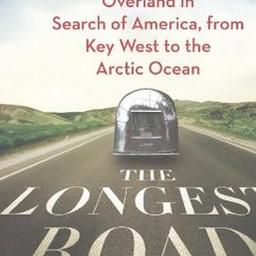 Overland in
Search of America, from
Key West to the
Arctic Ocean
THE
LONGEST
ROAD